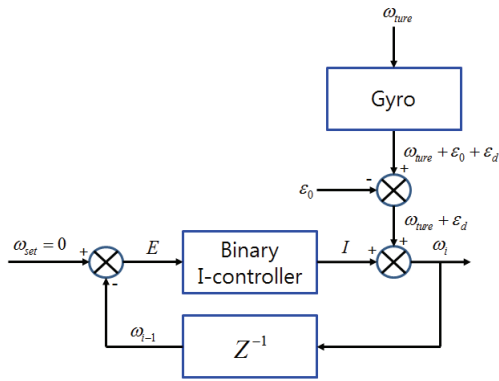 ω_ture
Gyro
ω_ture + ε_0 + ε_d
- +
ε_0
ω_ture + ε_d
ω_set = 0
+
E
Binary
I-controller
I
+ +
ω_i
-
ω_i-1
Z^-1